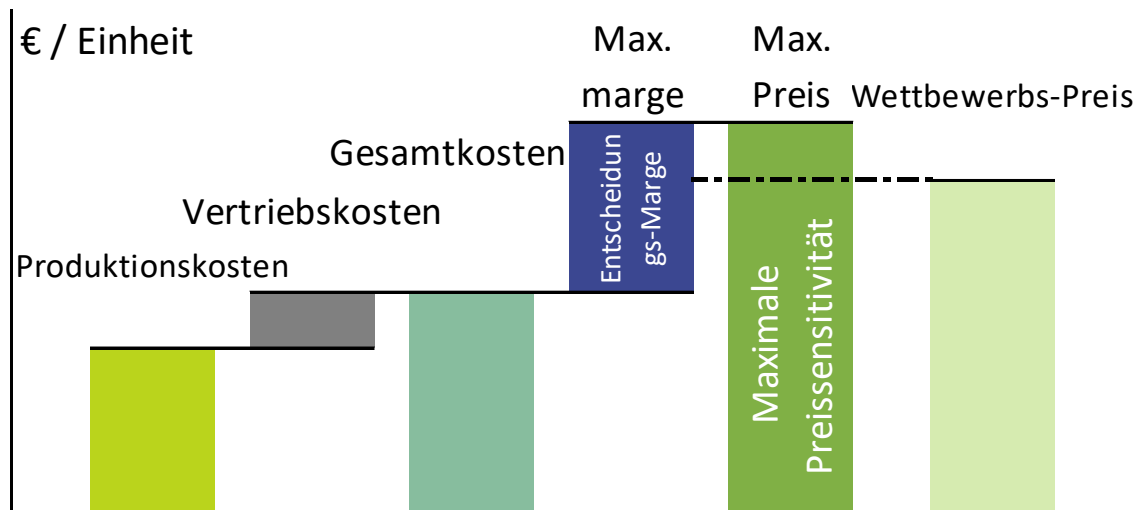 € / Einheit
Max.
marge
Max.
Preis
Wettbewerbs-Preis
Gesamtkosten
Vertriebskosten
Produktionskosten
Entscheidun
gs-Marge
Maximale
Preissensitivität